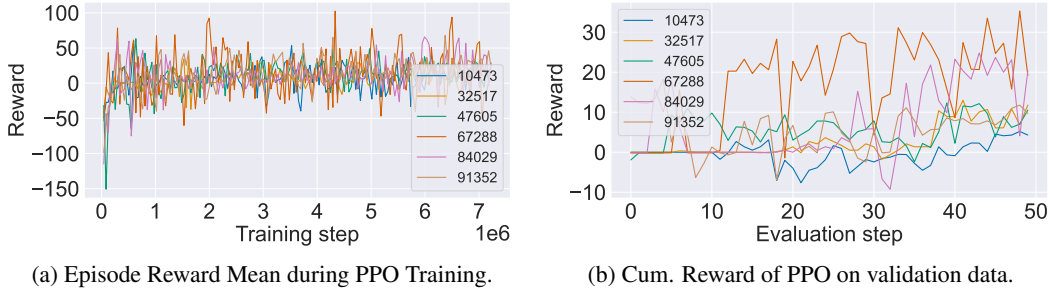 100
50
0
−50
−100
−150
Reward
10473
32517
47605
67288
84029
91352
0 1 2 3 4 5 6 7
Training step
1e6
(a) Episode Reward Mean during PPO Training.
30
20
10
0
−10
Reward
10473
32517
47605
67288
84029
91352
0 10 20 30 40 50
Evaluation step
(b) Cum. Reward of PPO on validation data.